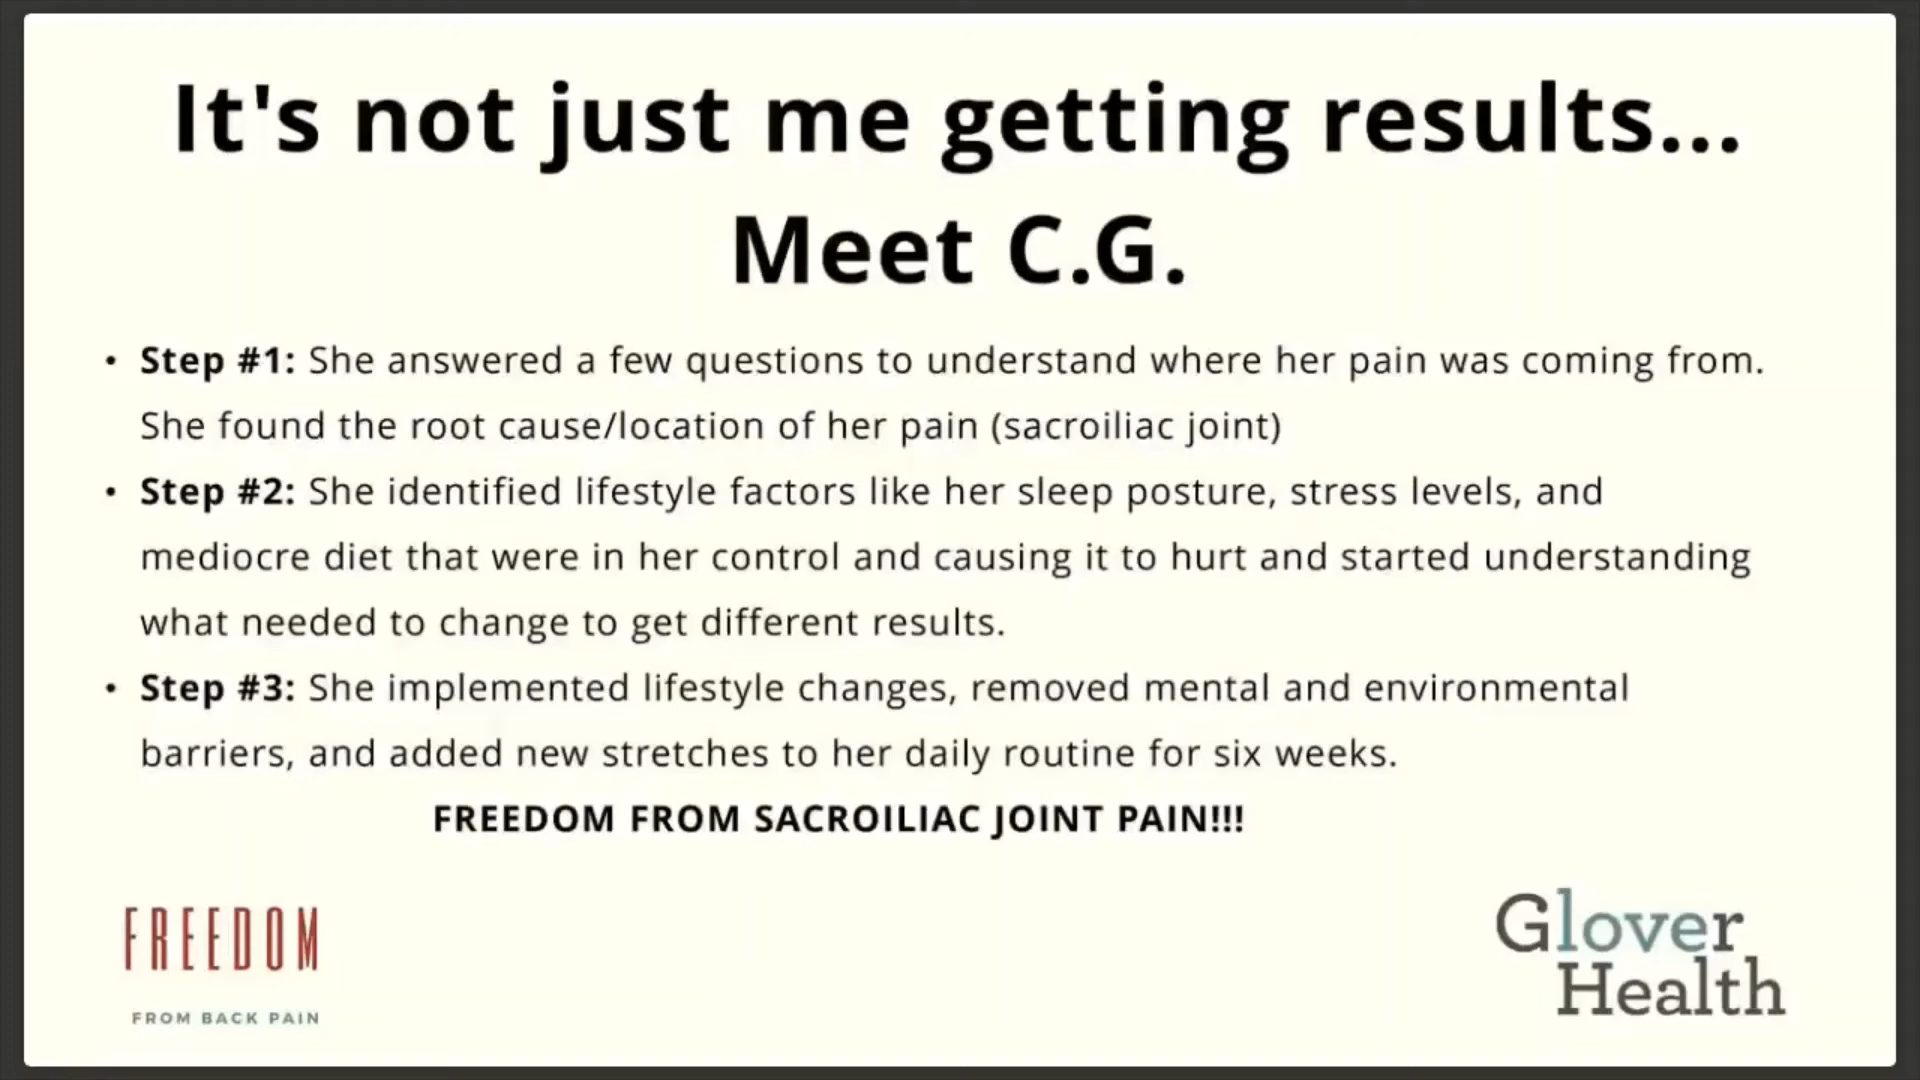 It's not just me getting results...
Meet C.G.
• Step #1: She answered a few questions to understand where her pain was coming from.
She found the root cause/location of her pain (sacroiliac joint)
• Step #2: She identified lifestyle factors like her sleep posture, stress levels, and
mediocre diet that were in her control and causing it to hurt and started understanding
what needed to change to get different results.
• Step #3: She implemented lifestyle changes, removed mental and environmental
barriers, and added new stretches to her daily routine for six weeks.
FREEDOM FROM SACROILIAC JOINT PAIN!!!
FREEDOM
FROM BACK PAIN
Glover
Health